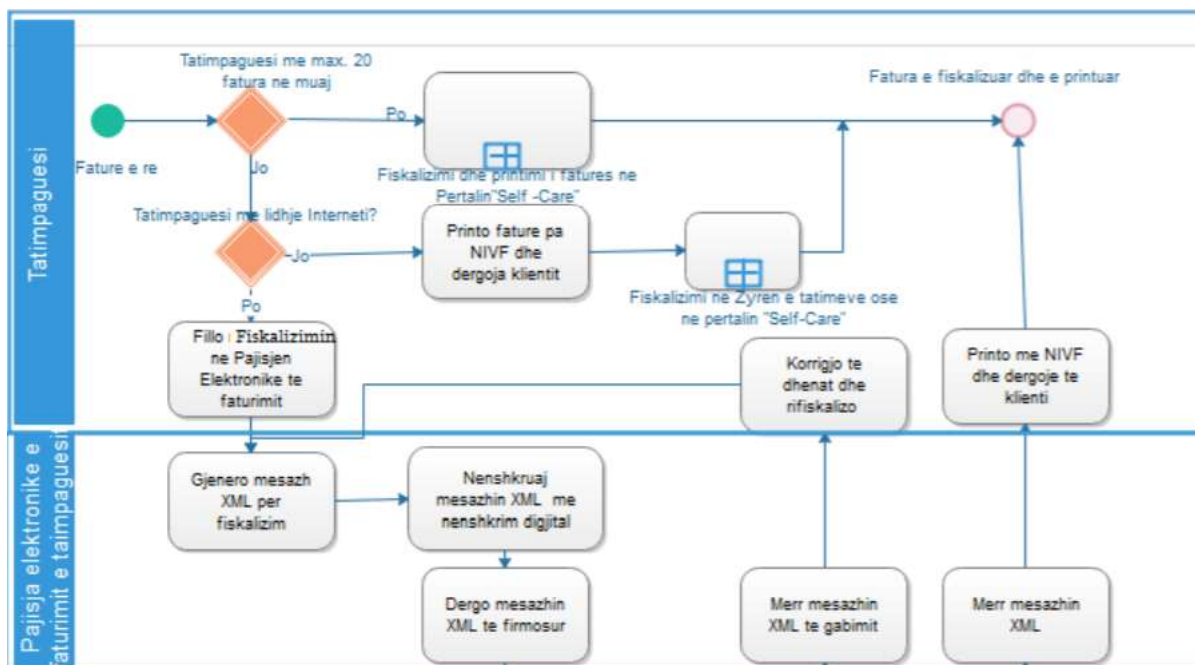 Tatimpaguesi
Tatimpaguesi me max. 20
fatura ne muaj
Fature e re
Po
Jo
Fiskalizimi dhe printimi i fatures ne
Pertalin"Self -Care"
Fatura e fiskalizuar dhe e printuar
Tatimpaguesi me lidhje Interneti?
Jo
Po
Printo fature pa
NIVF dhe
dergoja klientit
Fiskalizimi ne Zyren e tatimeve ose
ne pertalin "Self-Care"
Fillo i Fiskalizimin
ne Pajisjen
Elektronike te
faturimit
Korrigjo te
dhenat dhe
rifiskalizo
Printo me NIVF
dhe dergoje te
klienti
Pajisja elektronike e
faturimit e taimpaguesit
Gjenero mesazh
XML per
fiskalizim
Nenshkruaj
mesazhin XML me
nenshkrim digjital
Dergo mesazhin
XML te firmosur
Merr mesazhin
XML te gabimit
Merr mesazhin
XML